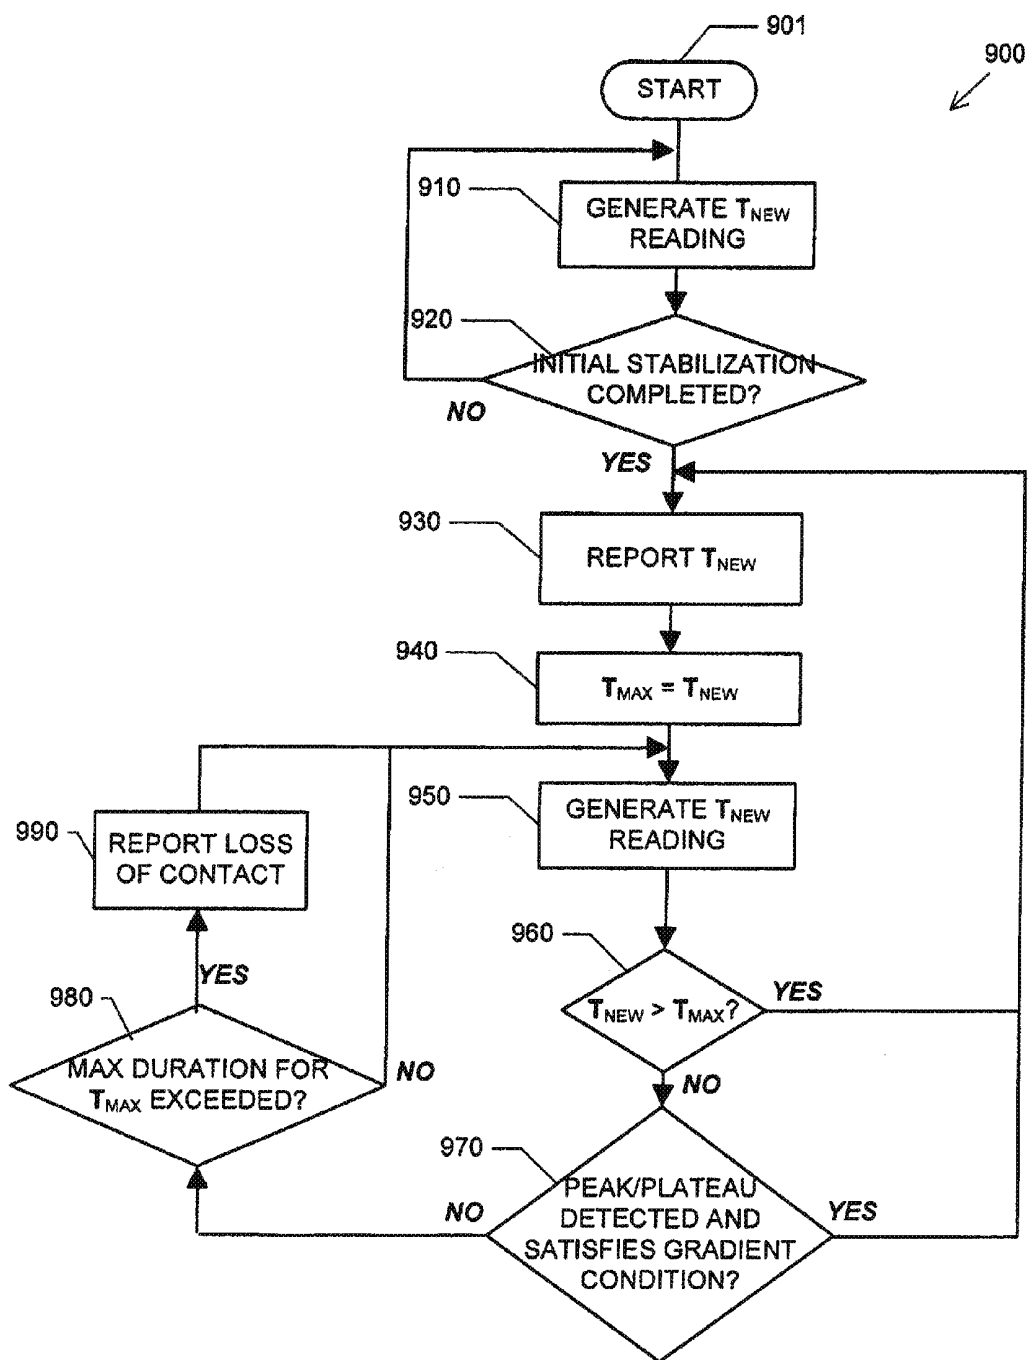 901
900
START
910
GENERATE TNEW
READING
920
INITIAL STABILIZATION
COMPLETED?
NO
YES
930
REPORT TNEW
940
TMAX = TNEW
950
GENERATE TNEW
READING
990
REPORT LOSS
OF CONTACT
960
TNEW > TMAX?
YES
YES
980
MAX DURATION FOR
TMAX EXCEEDED?
NO
NO
970
PEAK/PLATEAU
DETECTED AND
SATISFIES GRADIENT
CONDITION?
NO
YES